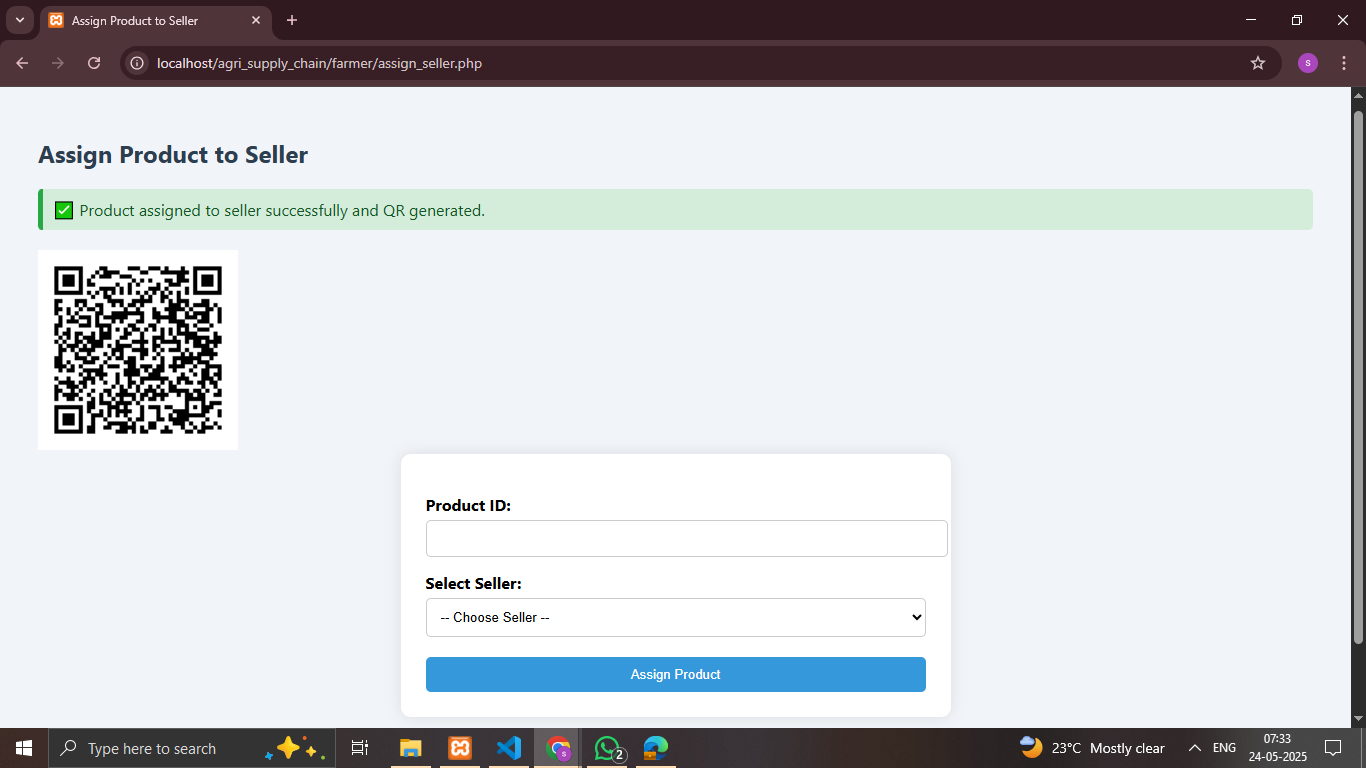 Assign Product to Seller
localhost/agri_supply_chain/farmer/assign_seller.php
s
Assign Product to Seller
✅ Product assigned to seller successfully and QR generated.
Product ID:
Select Seller:
-- Choose Seller --
Assign Product
Type here to search
s
2
23°C Mostly clear
ENG
07:33
24-05-2025